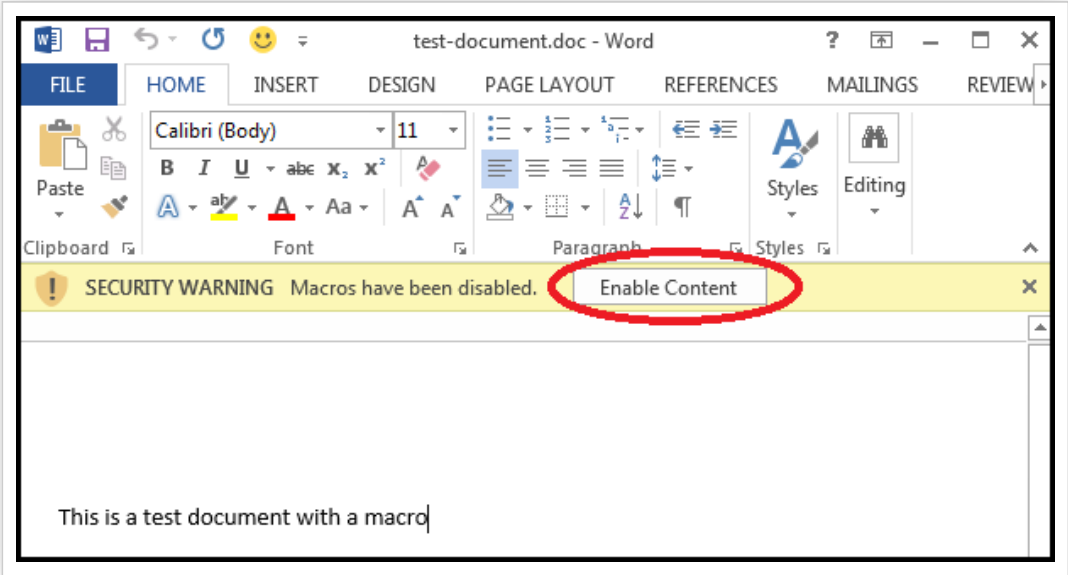 test-document.doc - Word
FILE HOME INSERT DESIGN PAGE LAYOUT REFERENCES MAILINGS REVIEW
Calibri (Body) 11
B I U abc X₂ X²
Paste
A aby A Aa A A
A Z
Styles
Editing
Clipboard Font Paragraph Styles
SECURITY WARNING Macros have been disabled. Enable Content
This is a test document with a macro